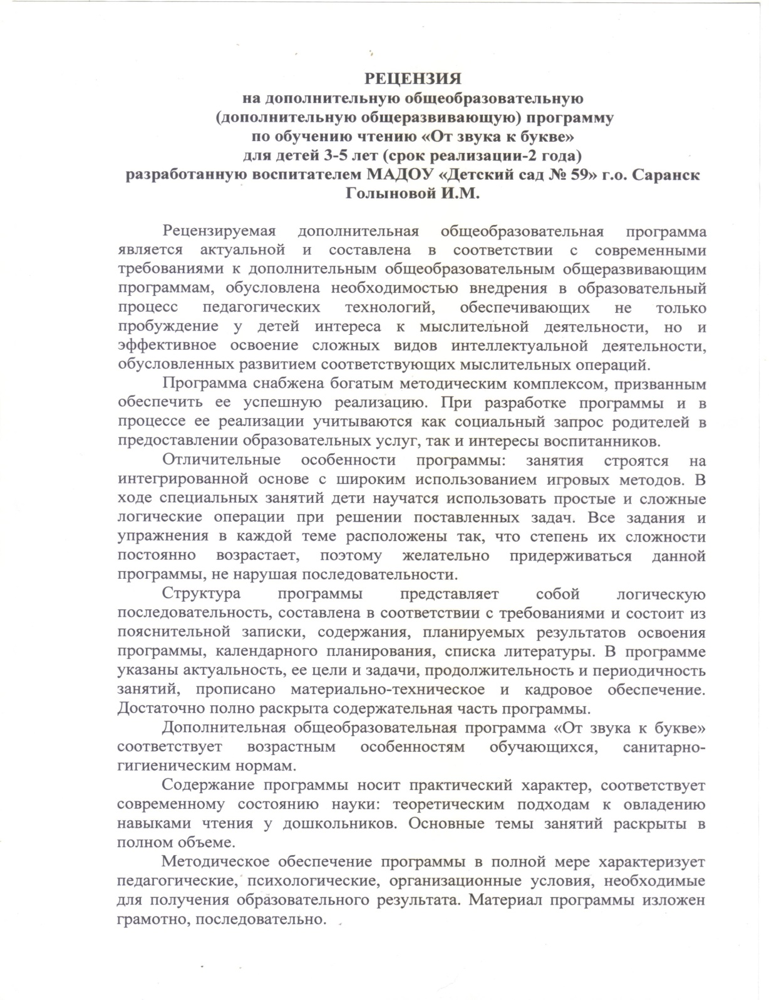 РЕЦЕНЗИЯ
на дополнительную общеобразовательную
(дополнительную общеразвивающую) программу
по обучению чтению «От звука к букве»
для детей 3-5 лет (срок реализации-2 года)
разработанную воспитателем МАДОУ «Детский сад № 59» г.о. Саранск
Голыновой И.М.
Рецензируемая дополнительная общеобразовательная программа
является актуальной и составлена в соответствии с современными
требованиями к дополнительным общеобразовательным общеразвивающим
программам, обусловлена необходимостью внедрения в образовательный
процесс педагогических технологий, обеспечивающих не только
пробуждение у детей интереса к мыслительной деятельности, но и
эффективное освоение сложных видов интеллектуальной деятельности,
обусловленных развитием соответствующих мыслительных операций.
Программа снабжена богатым методическим комплексом, призванным
обеспечить ее успешную реализацию. При разработке программы и в
процессе ее реализации учитываются как социальный запрос родителей в
предоставлении образовательных услуг, так и интересы воспитанников.
Отличительные особенности программы: занятия строятся на
интегрированной основе с широким использованием игровых методов. В
ходе специальных занятий дети научатся использовать простые и сложные
логические операции при решении поставленных задач. Все задания и
упражнения в каждой теме расположены так, что степень их сложности
постоянно возрастает, поэтому желательно придерживаться данной
программы, не нарушая последовательности.
Структура программы представляет собой логическую
последовательность, составлена в соответствии с требованиями и состоит из
пояснительной записки, содержания, планируемых результатов освоения
программы, календарного планирования, списка литературы. В программе
указаны актуальность, ее цели и задачи, продолжительность и периодичность
занятий, прописано материально-техническое и кадровое обеспечение.
Достаточно полно раскрыта содержательная часть программы.
Дополнительная общеобразовательная программа «От звука к букве»
соответствует возрастным особенностям обучающихся, санитарно-
гигиеническим нормам.
Содержание программы носит практический характер, соответствует
современному состоянию науки: теоретическим подходам к овладению
навыками чтения у дошкольников. Основные темы занятий раскрыты в
полном объеме.
Методическое обеспечение программы в полной мере характеризует
педагогические, психологические, организационные условия, необходимые
для получения образовательного результата. Материал программы изложен
грамотно, последовательно.